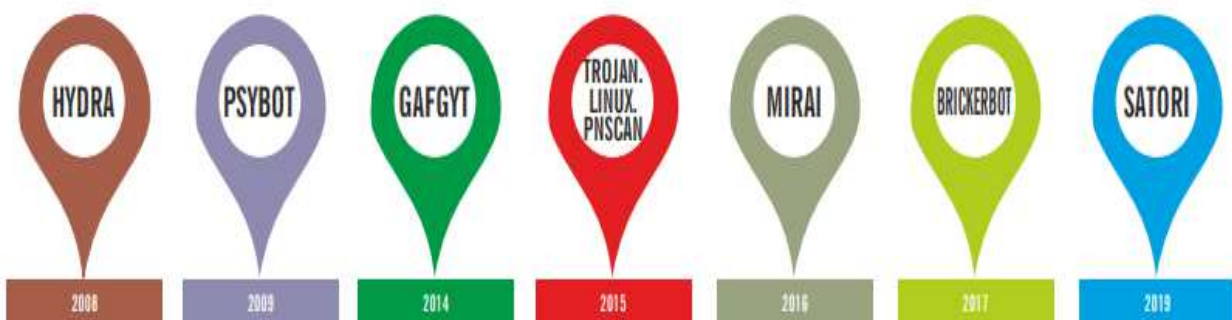 HYDRA
PSYBOT
GAFGYT
TROJAN.
LINUX.
PNSCAN
MIRAI
BRICKERBOT
SATORI
2008
2009
2014
2015
2016
2017
2019